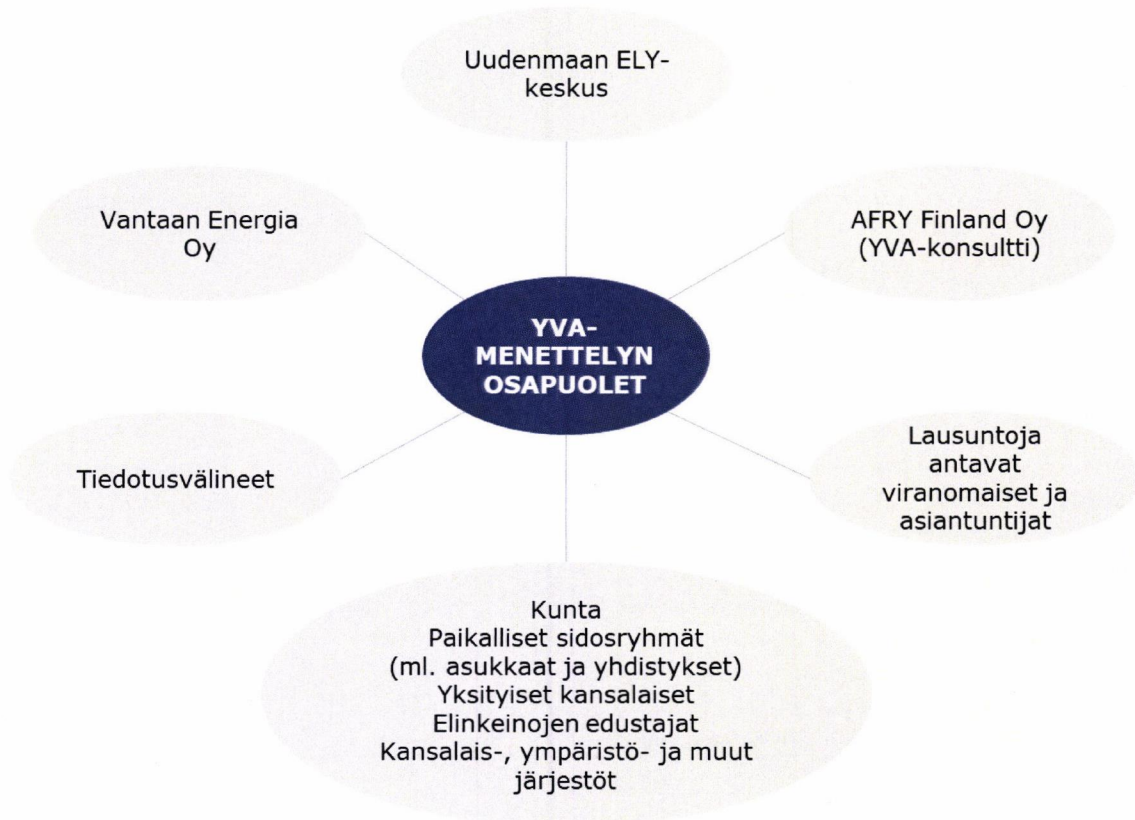 Uudenmaan ELY-
keskus
Vantaan Energia
Oy
AFRY Finland Oy
(YVA-konsultti)
YVA-
MENETTELYN
OSAPUOLET
Tiedotusvälineet
Lausuntoja
antavat
viranomaiset ja
asiantuntijat
Kunta
Paikalliset sidosryhmät
(ml. asukkaat ja yhdistykset)
Yksityiset kansalaiset
Elinkeinojen edustajat
Kansalais-, ympäristö- ja muut
järjestöt